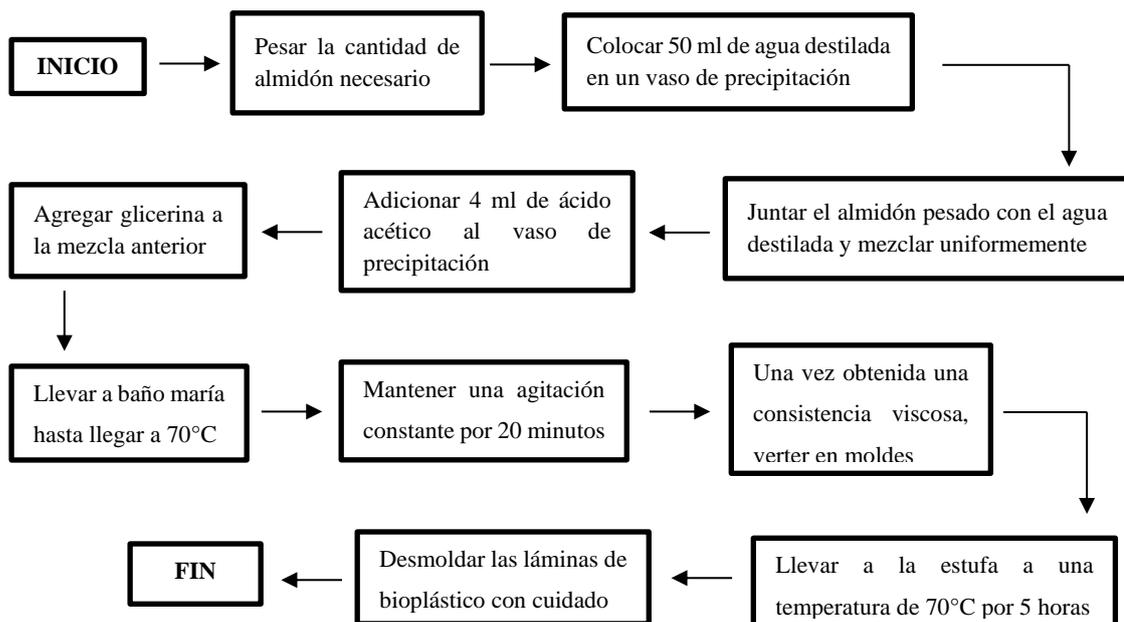 INICIO
Pesar la cantidad de
almidón necesario
Colocar 50 ml de agua destilada
en un vaso de precipitación
Juntar el almidón pesado con el agua
destilada y mezclar uniformemente
Adicionar 4 ml de ácido
acético al vaso de
precipitación
Agregar glicerina a
la mezcla anterior
Llevar a baño maría
hasta llegar a 70°C
Mantener una agitación
constante por 20 minutos
Una vez obtenida una
consistencia viscosa,
verter en moldes
Llevar a la estufa a una
temperatura de 70°C por 5 horas
Desmoldar las láminas de
bioplástico con cuidado
FIN